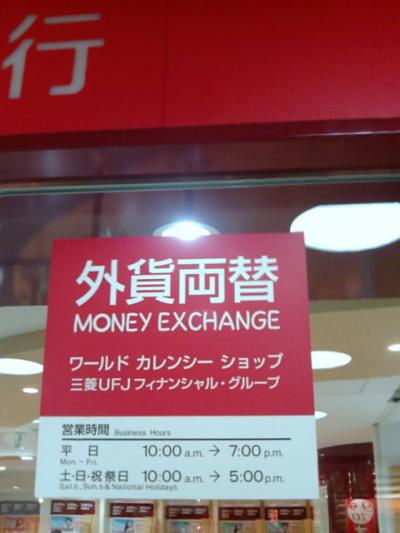 行
外貨両替
MONEY EXCHANGE
ワールド カレンシー ショップ
三菱UFJフィナンシャル・グループ
営業時間 Business Hours
平 日 10:00 a.m. → 7:00 p.m.
Mon. ~ Fri.
土・日・祝祭日 10:00 a.m. → 5:00 p.m.
Sat.s, Sun.s & National Holidays